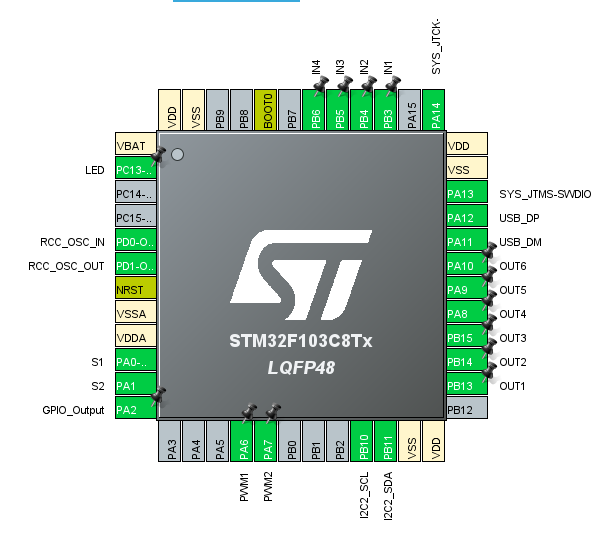 IN4
IN3
IN2
IN1
SYS_JTCK-
VDD
VSS
PB9
PB8
BOOT0
PB7
PB6
PB5
PB4
PB3
PA15
PA14
VBAT
VDD
LED
PC13-..
VSS
PC14-..
PA13
SYS_JTMS-SWDIO
PC15-..
PA12
USB_DP
RCC_OSC_IN
PD0-O..
PA11
USB_DM
RCC_OSC_OUT
PD1-O..
PA10
OUT6
NRST
PA9
OUT5
VSSA
PA8
OUT4
VDDA
PB15
OUT3
STM32F103C8Tx
S1
PA0-..
PB14
OUT2
LQFP48
S2
PA1
PB13
OUT1
GPIO_Output
PA2
PB12
PA3
PA4
PA5
PA6
PA7
PB0
PB1
PB2
PB10
PB11
VSS
VDD
PWM1
PWM2
I2C2_SCL
I2C2_SDA